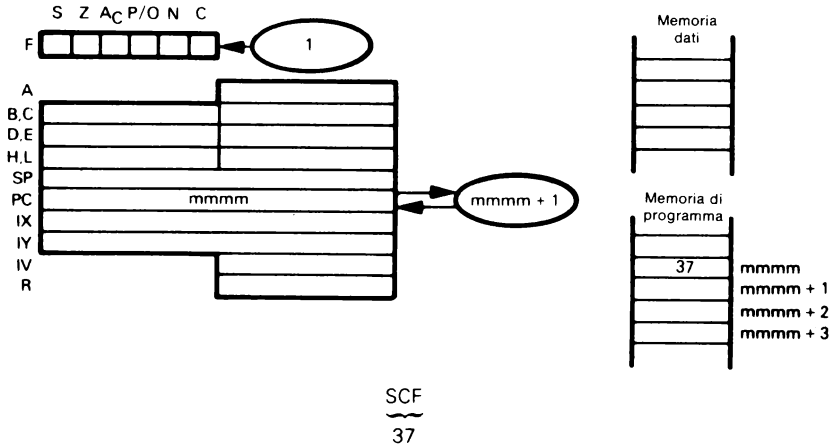 S Z AC P/O N C
F
1
A
B,C
D,E
H,L
SP
PC mmmm
IX
IY
IV
R
mmmm + 1
Memoria
dati
Memoria di
programma
37 mmmm
mmmm + 1
mmmm + 2
mmmm + 3
SCF
37